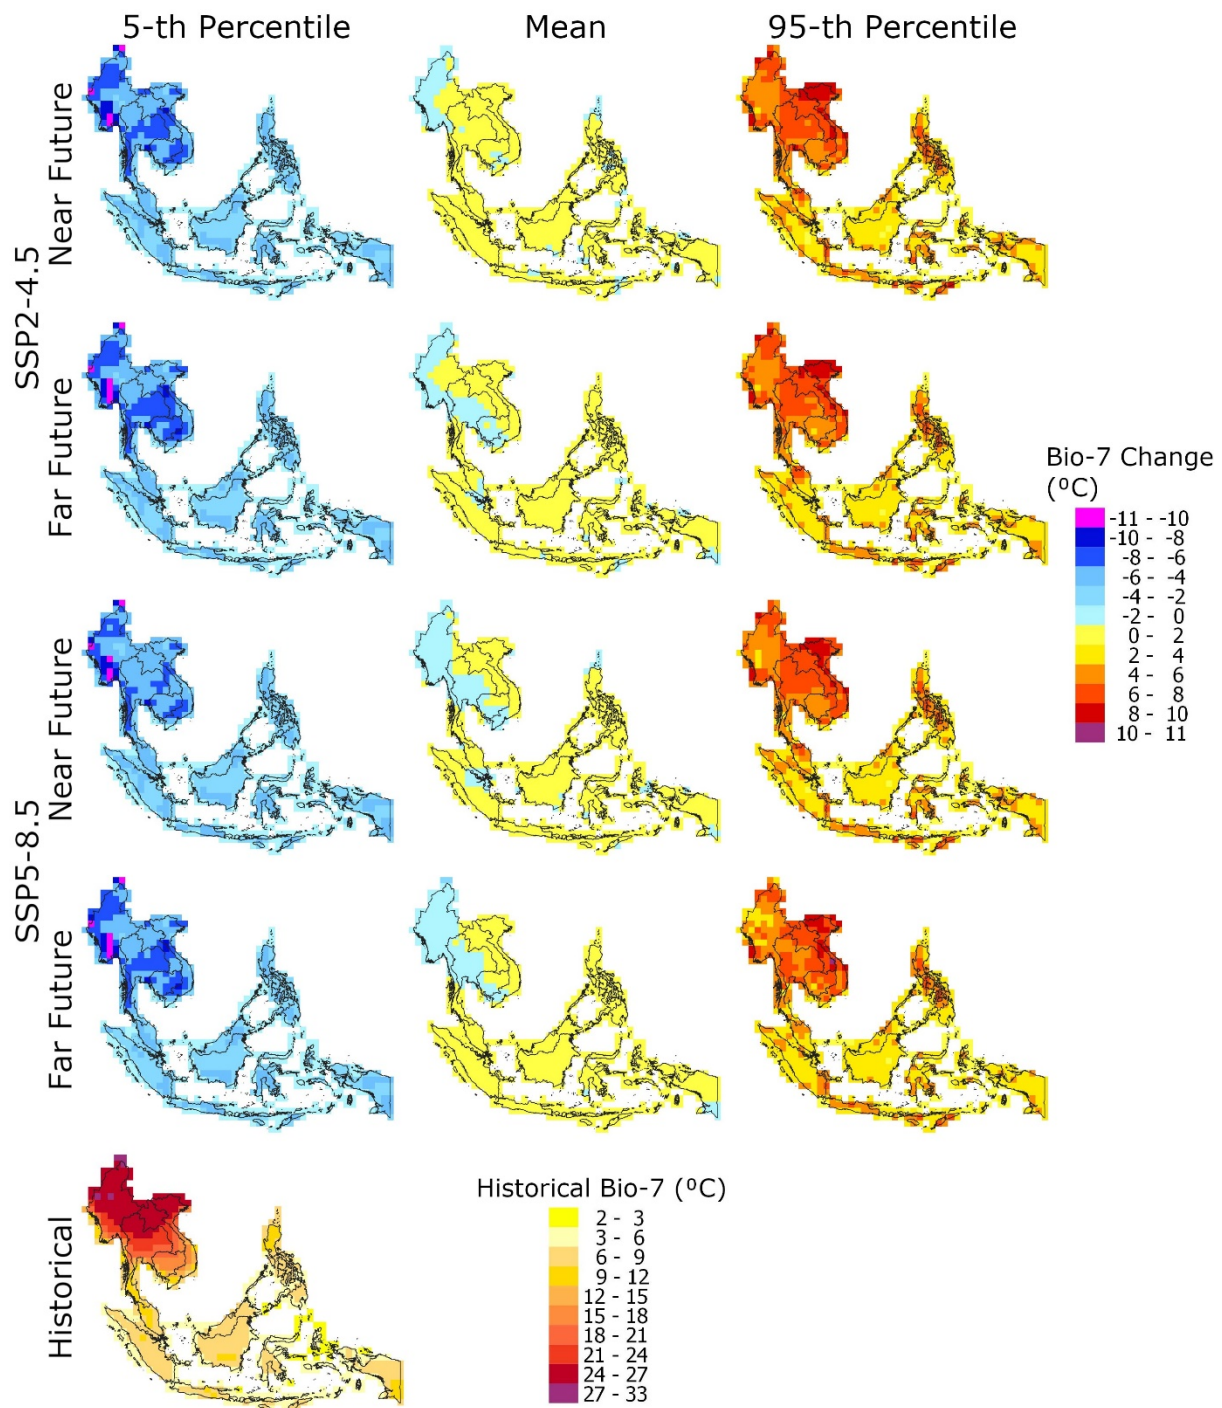 5-th Percentile
Mean
95-th Percentile
SSP2-4.5
Near Future
Far Future
SSP5-8.5
Near Future
Far Future
Historical
Bio-7 Change
(⁰C)
-11 - -10
-10 - -8
-8 - -6
-6 - -4
-4 - -2
-2 - 0
0 - 2
2 - 4
4 - 6
6 - 8
8 - 10
10 - 11
Historical Bio-7 (⁰C)
2 - 3
3 - 6
6 - 9
9 - 12
12 - 15
15 - 18
18 - 21
21 - 24
24 - 27
27 - 33